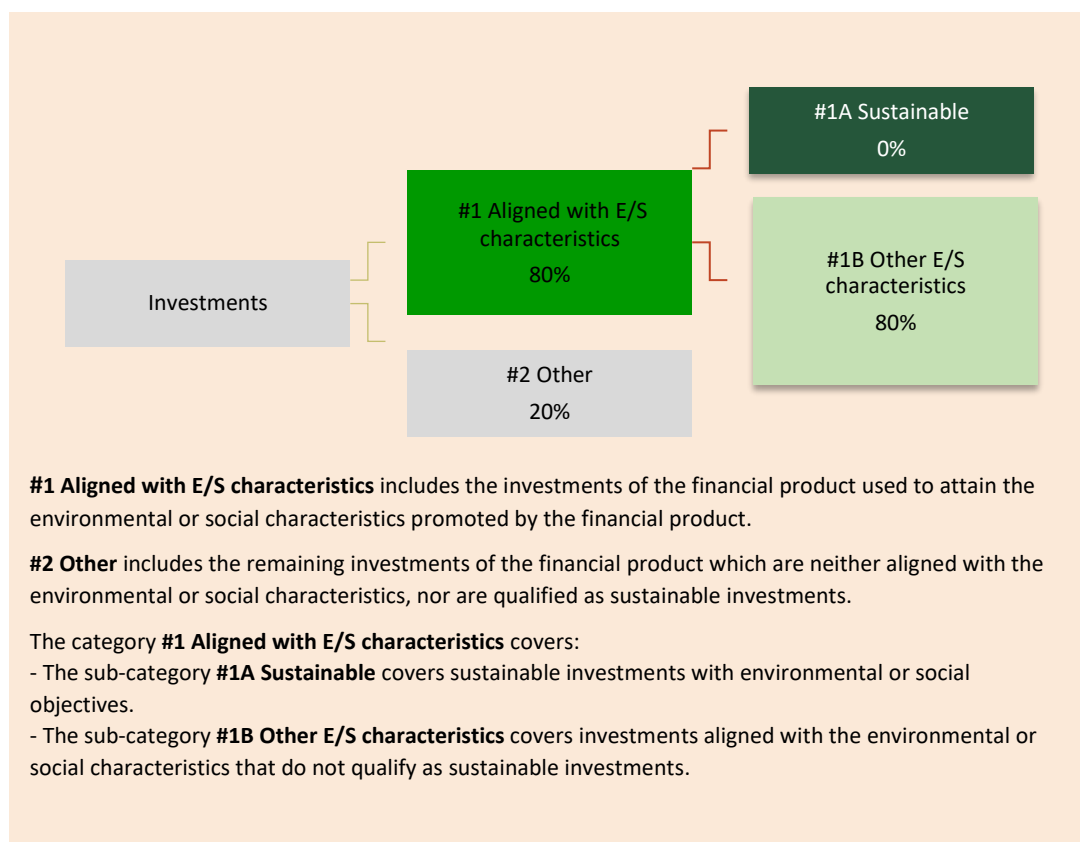 #1A Sustainable
0%
#1 Aligned with E/S
characteristics
80%
#1B Other E/S
characteristics
80%
Investments
#2 Other
20%
#1 Aligned with E/S characteristics includes the investments of the financial product used to attain the
environmental or social characteristics promoted by the financial product.
#2 Other includes the remaining investments of the financial product which are neither aligned with the
environmental or social characteristics, nor are qualified as sustainable investments.
The category #1 Aligned with E/S characteristics covers:
- The sub-category #1A Sustainable covers sustainable investments with environmental or social
objectives.
- The sub-category #1B Other E/S characteristics covers investments aligned with the environmental or
social characteristics that do not qualify as sustainable investments.